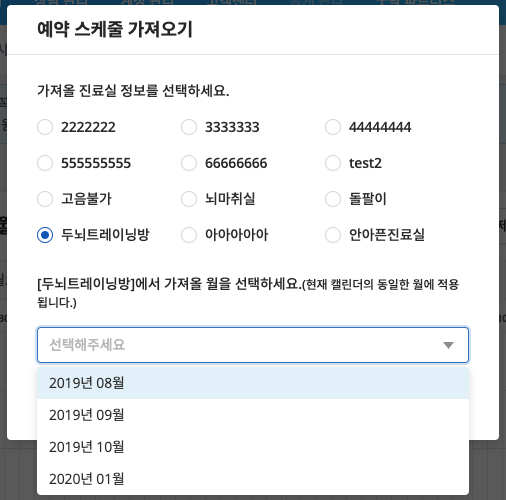 예약 스케줄 가져오기
가져올 진료실 정보를 선택하세요.
2222222 3333333 44444444
555555555 66666666 test2
고음불가 뇌마취실 돌팔이
두뇌트레이닝방 아아아아아 안아픈진료실
[두뇌트레이닝방]에서 가져올 월을 선택하세요.(현재 캘린더의 동일한 월에 적용
됩니다.)
선택해주세요
2019년 08월
2019년 09월
2019년 10월
2020년 01월